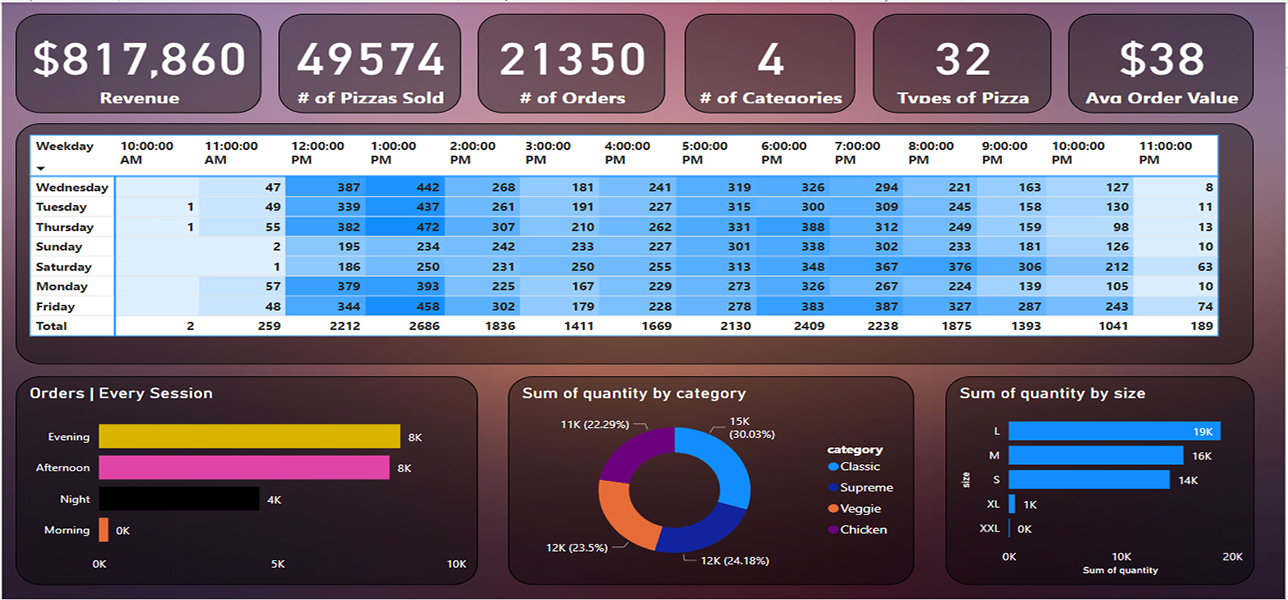 $817,860 49574 21350 4 32 $38
Revenue # of Pizzas Sold # of Orders # of Categories Types of Pizza Avg Order Value
Weekday 10:00:00 AM 11:00:00 AM 12:00:00 PM 1:00:00 PM 2:00:00 PM 3:00:00 PM 4:00:00 PM 5:00:00 PM 6:00:00 PM 7:00:00 PM 8:00:00 PM 9:00:00 PM 10:00:00 PM 11:00:00 PM
Wednesday 47 387 442 268 181 241 319 326 294 221 163 127 8
Tuesday 1 49 339 437 261 191 227 315 300 309 245 158 130 11
Thursday 1 55 382 472 307 210 262 331 388 312 249 159 98 13
Sunday 2 195 234 242 233 227 301 338 302 233 181 126 10
Saturday 1 186 250 231 250 255 313 348 367 376 306 212 63
Monday 57 379 393 225 167 229 273 326 267 224 139 105 10
Friday 48 344 458 302 179 228 278 383 387 327 287 243 74
Total 2 259 2212 2686 1836 1411 1669 2130 2409 2238 1875 1393 1041 189
Orders | Every Session
Evening 8K
Afternoon 8K
Night 4K
Morning 0K
0K 5K 10K
Sum of quantity by category
11K (22.29%)
15K
(30.03%)
12K (23.5%)
12K (24.18%)
category
Classic
Supreme
Veggie
Chicken
Sum of quantity by size
size
L 19K
M 16K
S 14K
XL 1K
XXL 0K
0K 10K 20K
Sum of quantity